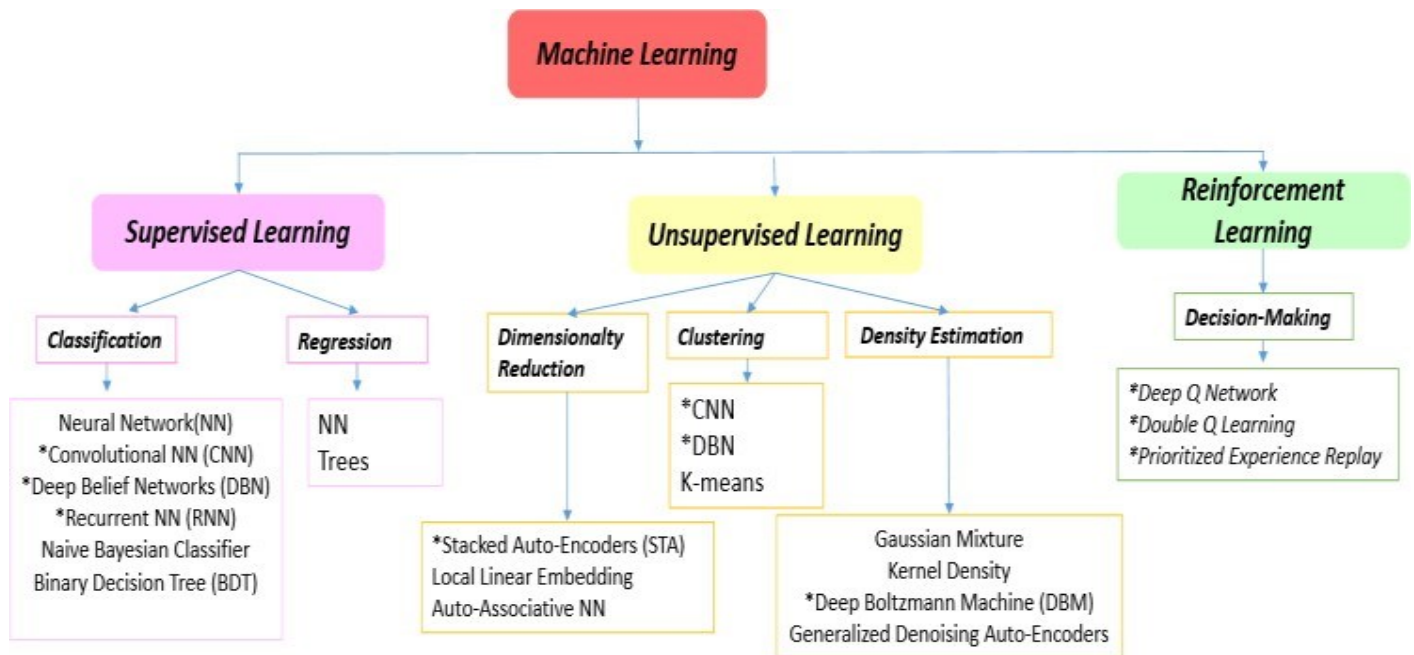 Machine Learning
Supervised Learning
Unsupervised Learning
Reinforcement
Learning
Classification
Regression
Dimensionalty
Reduction
Clustering
Density Estimation
Decision-Making
Neural Network(NN)
*Convolutional NN (CNN)
*Deep Belief Networks (DBN)
*Recurrent NN (RNN)
Naive Bayesian Classifier
Binary Decision Tree (BDT)
NN
Trees
*Stacked Auto-Encoders (STA)
Local Linear Embedding
Auto-Associative NN
*CNN
*DBN
K-means
Gaussian Mixture
Kernel Density
*Deep Boltzmann Machine (DBM)
Generalized Denoising Auto-Encoders
*Deep Q Network
*Double Q Learning
*Prioritized Experience Replay